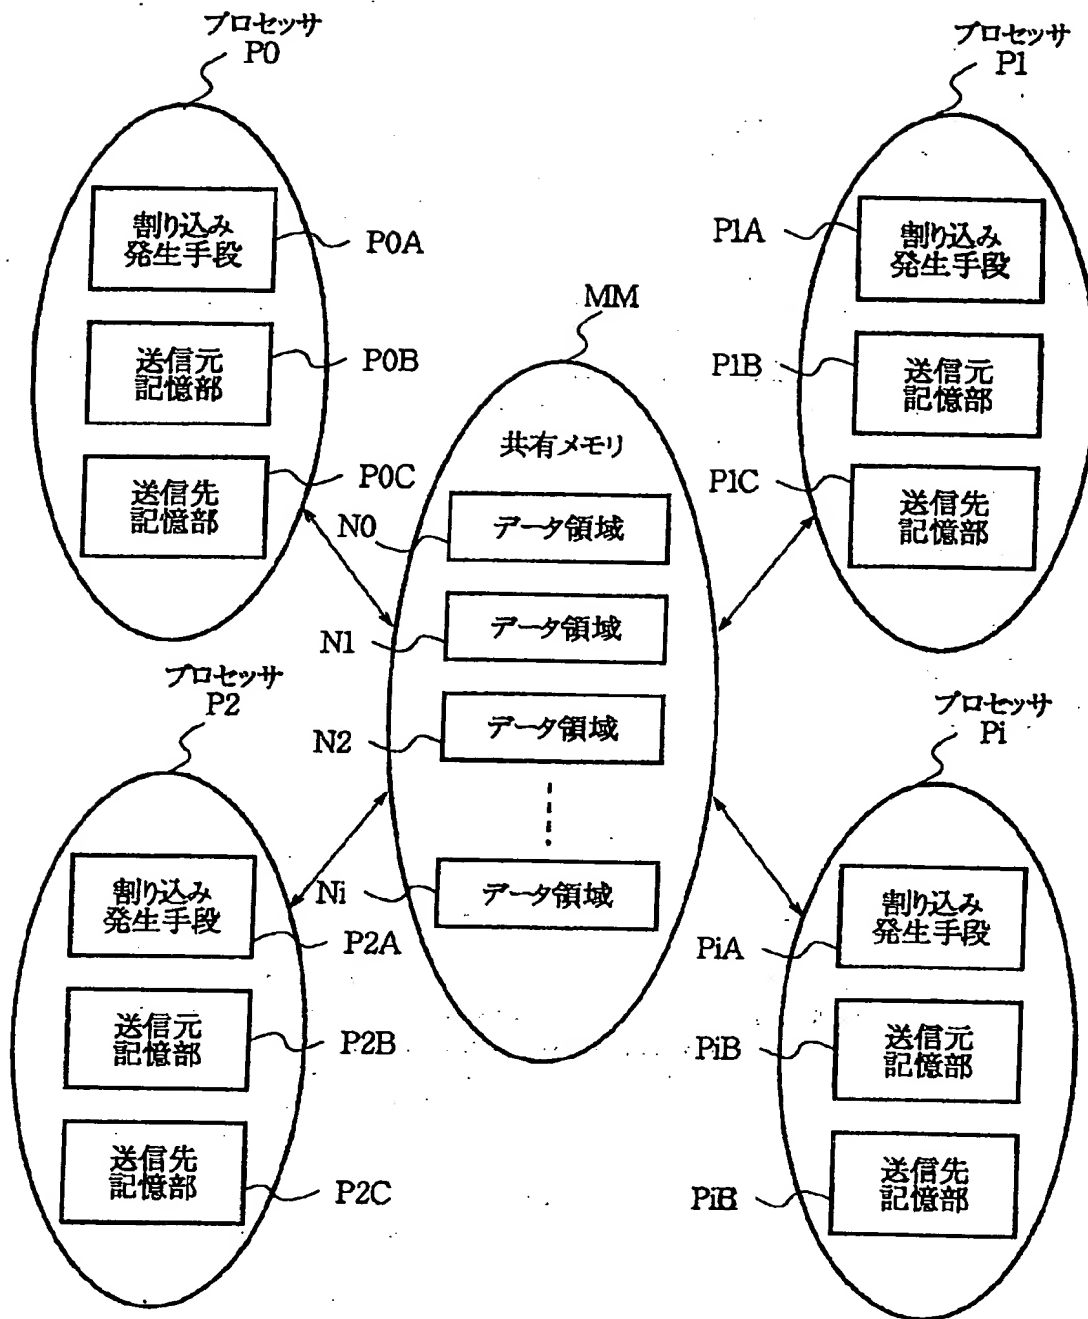 プロセッサ
P0
割り込み
発生手段
P0A
送信元
記憶部
P0B
送信先
記憶部
P0C
プロセッサ
P1
P1A
割り込み
発生手段
P1B
送信元
記憶部
P1C
送信先
記憶部
MM
共有メモリ
N0
データ領域
N1
データ領域
N2
データ領域
Ni
データ領域
プロセッサ
P2
割り込み
発生手段
P2A
送信元
記憶部
P2B
送信先
記憶部
P2C
プロセッサ
Pi
PiA
割り込み
発生手段
PiB
送信元
記憶部
PiB
送信先
記憶部